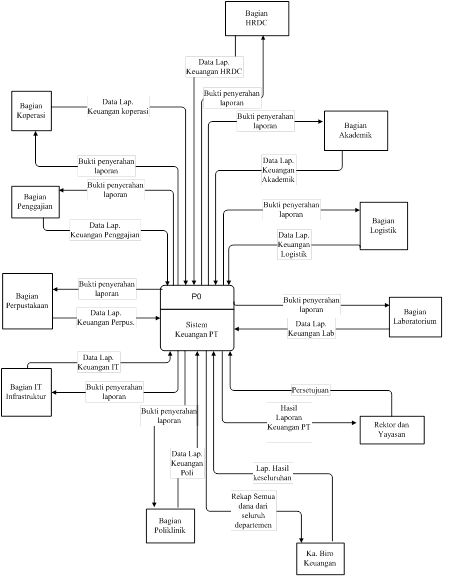 Bagian
HRDC
Data Lap.
Keuangan HRDC
Bukti penyerahan
laporan
Bagian
Koperasi
Data Lap.
Keuangan koperasi
Bukti penyerahan
laporan
Bagian
Akademik
Bukti penyerahan
laporan
Data Lap.
Keuangan
Akademik
Bagian
Penggajian
Bukti penyerahan
laporan
Data Lap.
Keuangan Penggajian
Bukti penyerahan
laporan
Bagian
Logistik
Data Lap.
Keuangan
Logistik
Bagian
Perpustakaan
Bukti penyerahan
laporan
Data Lap.
Keuangan Perpus.
P0
Sistem
Keuangan PT
Bukti penyerahan
laporan
Data Lap.
Keuangan Lab
Bagian
Laboratorium
Bagian IT
Infrastruktur
Data Lap.
Keuangan IT
Bukti penyerahan
laporan
Persetujuan
Hasil
Laporan
Keuangan PT
Rektor dan
Yayasan
Bukti penyerahan
laporan
Data Lap.
Keuangan
Poli
Bagian
Poliklinik
Lap. Hasil
keseluruhan
Rekap Semua
dana dari
seluruh
departemen
Ka. Biro
Keuangan